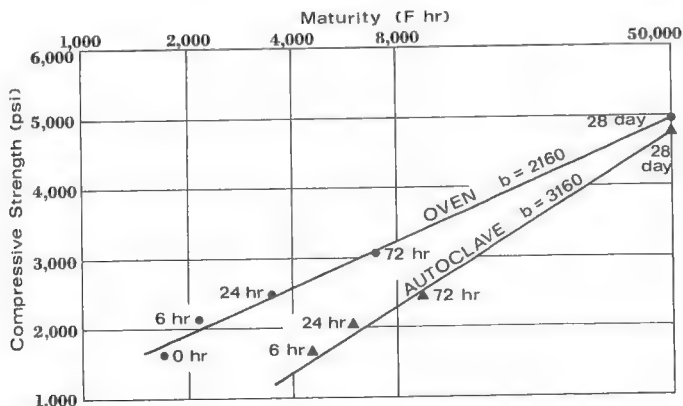 Maturity (F hr)
1,000 2,000 4,000 8,000 50,000
Compressive Strength (psi)
6,000
5,000
4,000
3,000
2,000
1,000
28 day
28
day
OVEN b = 2160
AUTOCLAVE b = 3160
72 hr
24 hr
72 hr
6 hr
24 hr
0 hr
6 hr